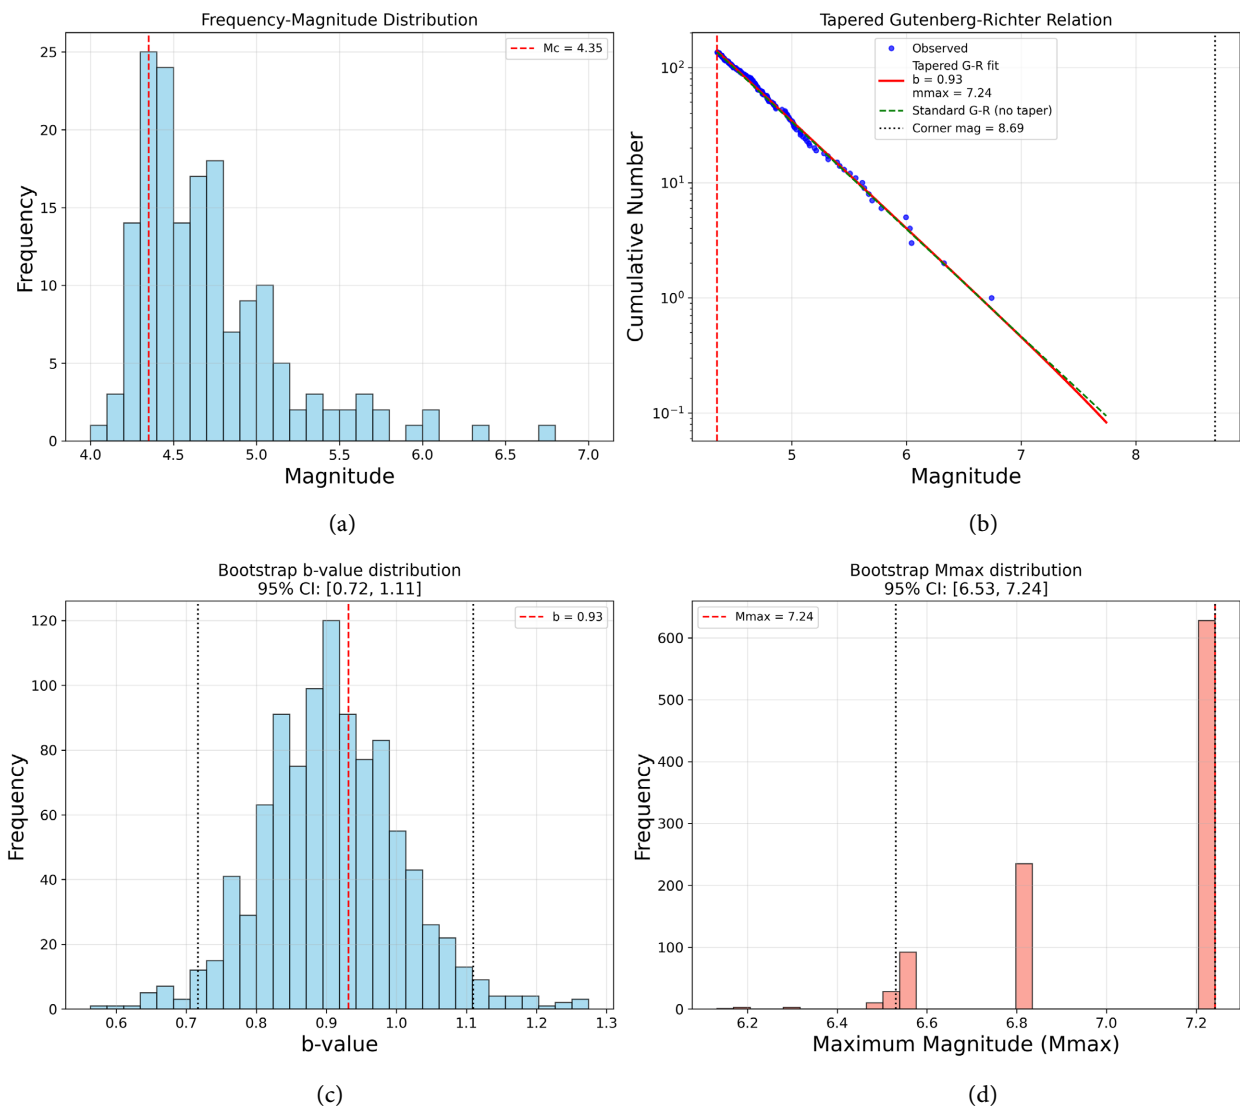 Frequency-Magnitude Distribution
Mc = 4.35
25
20
15
10
5
0
Frequency
4.0 4.5 5.0 5.5 6.0 6.5 7.0
Magnitude
(a)
Tapered Gutenberg-Richter Relation
Observed
Tapered G-R fit
b = 0.93
mmax = 7.24
Standard G-R (no taper)
Corner mag = 8.69
10²
10¹
10⁰
10⁻¹
Cumulative Number
5 6 7 8
Magnitude
(b)
Bootstrap b-value distribution
95% CI: [0.72, 1.11]
b = 0.93
120
100
80
60
40
20
0
Frequency
0.6 0.7 0.8 0.9 1.0 1.1 1.2 1.3
b-value
(c)
Bootstrap Mmax distribution
95% CI: [6.53, 7.24]
Mmax = 7.24
600
500
400
300
200
100
0
Frequency
6.2 6.4 6.6 6.8 7.0 7.2
Maximum Magnitude (Mmax)
(d)